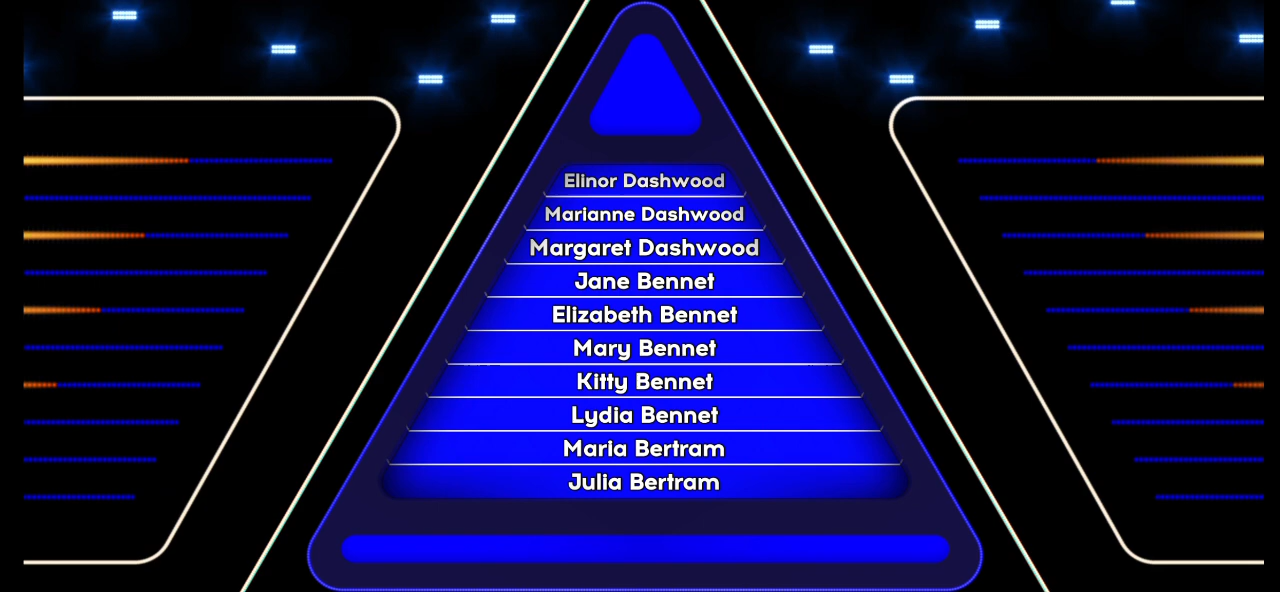 Elinor Dashwood
Marianne Dashwood
Margaret Dashwood
Jane Bennet
Elizabeth Bennet
Mary Bennet
Kitty Bennet
Lydia Bennet
Maria Bertram
Julia Bertram